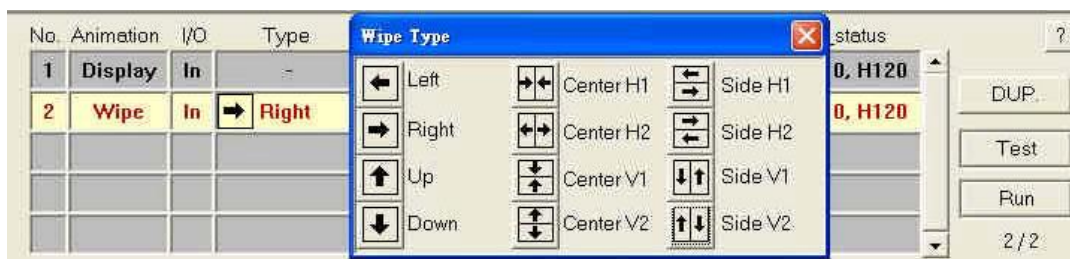 No. Animation I/O Type Wipe Type _status ?
1 Display In - 0, H120
2 Wipe In Right 0, H120
Left Center H1 Side H1
Right Center H2 Side H2
Up Center V1 Side V1
Down Center V2 Side V2
DUP.
Test
Run
2/2